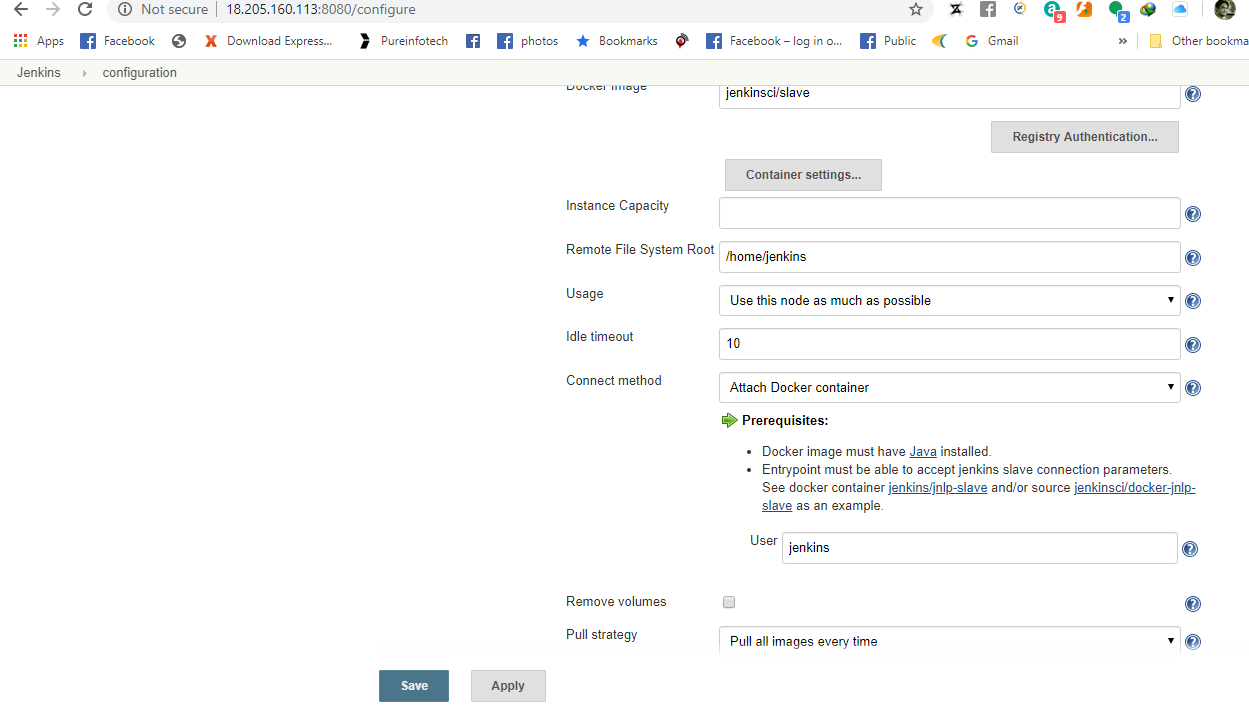 Not secure | 18.205.160.113:8080/configure
9
2
Apps Facebook Download Express... Pureinfotech photos Bookmarks Facebook – log in o... Public Gmail » Other bookma
Jenkins configuration
Docker Image jenkinsci/slave
Registry Authentication...
Container settings...
Instance Capacity
Remote File System Root /home/jenkins
Usage Use this node as much as possible
Idle timeout 10
Connect method Attach Docker container
Prerequisites:
• Docker image must have Java installed.
• Entrypoint must be able to accept jenkins slave connection parameters.
See docker container jenkins/jnlp-slave and/or source jenkinsci/docker-jnlp-
slave as an example.
User jenkins
Remove volumes
Pull strategy Pull all images every time
Save Apply